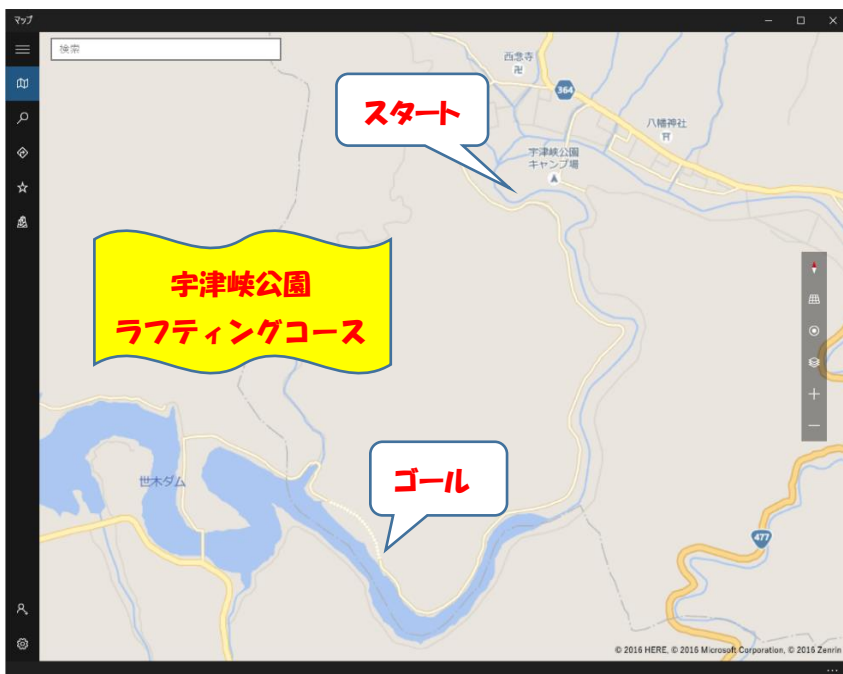 マップ
検索
西念寺
364
スタート
八幡神社
宇津峡公園
キャンプ場
宇津峡公園
ラフティングコース
ゴール
世木ダム
477
© 2016 HERE, © 2016 Microsoft Corporation, © 2016 Zenrin